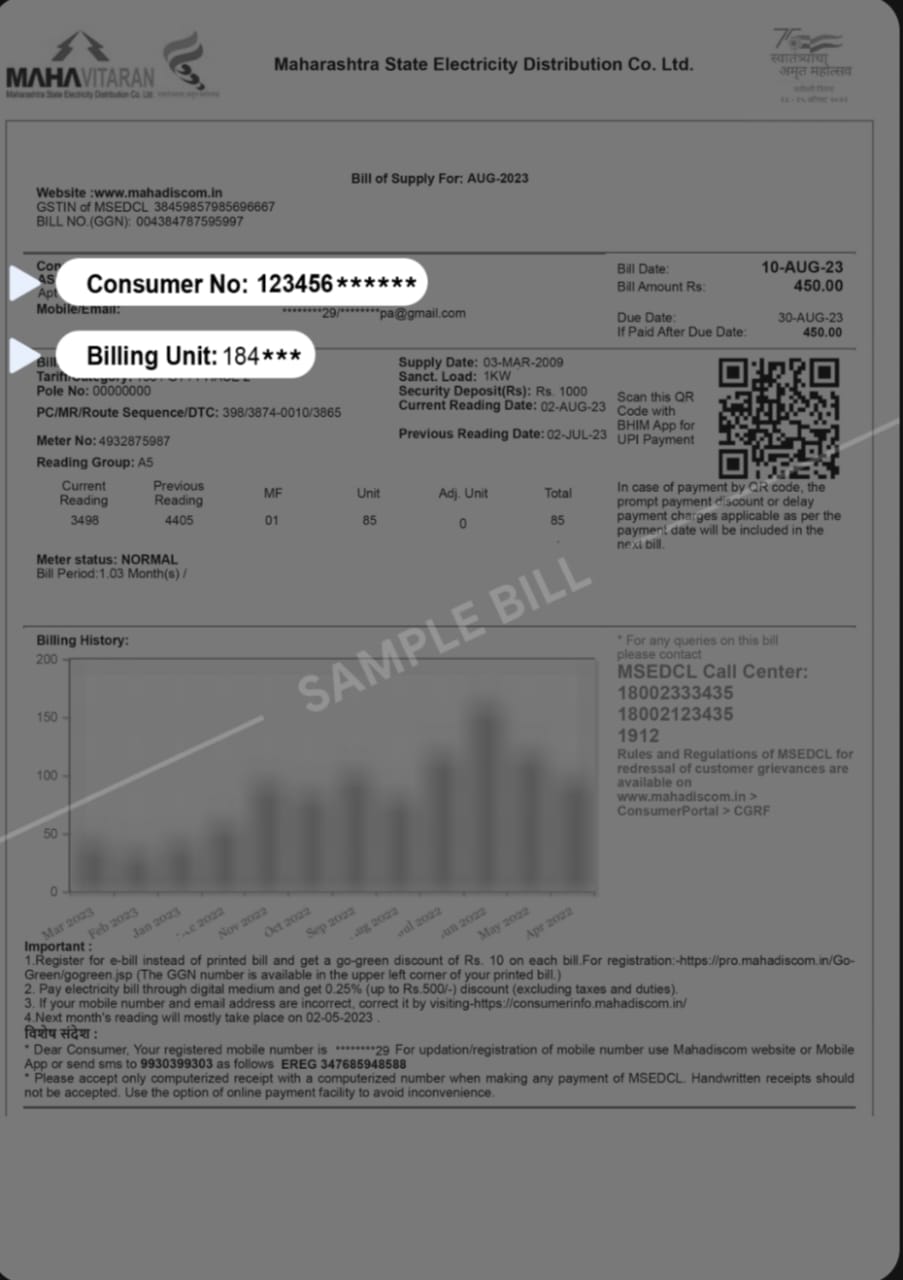 MAHAVITARAN
Maharashtra State Electricity Distribution Co. Ltd.
Maharashtra State Electricity Distribution Co. Ltd.
75
स्वातंत्र्याचा
अमृत महोत्सव
Bill of Supply For: AUG-2023
Website :www.mahadiscom.in
GSTIN of MSEDCL 38459857985696667
BILL NO.(GGN): 004384787595997
Consumer No: 123456******
Mobile/Email: ********29/********pa@gmail.com
Bill Date: 10-AUG-23
Bill Amount Rs: 450.00
Due Date: 30-AUG-23
If Paid After Due Date: 450.00
Billing Unit: 184***
Pole No: 00000000
PC/MR/Route Sequence/DTC: 398/3874-0010/3865
Meter No: 4932875987
Reading Group: A5
Supply Date: 03-MAR-2009
Sanct. Load: 1KW
Security Deposit(Rs): Rs. 1000
Current Reading Date: 02-AUG-23
Previous Reading Date: 02-JUL-23
Scan this QR
Code with
BHIM App for
UPI Payment
In case of payment by QR code, the
prompt payment discount or delay
payment charges applicable as per the
payment date will be included in the
next bill.
Current Reading Previous Reading MF Unit Adj. Unit Total
3498 4405 01 85 0 85
Meter status: NORMAL
Bill Period:1.03 Month(s) /
SAMPLE BILL
Billing History:
200
150
100
50
0
Mar 2023 Feb 2023 Jan 2023 2022 Nov 2022 Oct 2022 Sep 2022 2022 2022 2022 May 2022 Apr 2022
* For any queries on this bill
please contact
MSEDCL Call Center:
18002333435
18002123435
1912
Rules and Regulations of MSEDCL for
redressal of customer grievances are
available on
www.mahadiscom.in >
ConsumerPortal > CGRF
Important :
1.Register for e-bill instead of printed bill and get a go-green discount of Rs. 10 on each bill.For registration:-https://pro.mahadiscom.in/Go-
Green/gogreen.jsp (The GGN number is available in the upper left corner of your printed bill.)
2. Pay electricity bill through digital medium and get 0.25% (up to Rs.500/-) discount (excluding taxes and duties).
3. If your mobile number and email address are incorrect, correct it by visiting-https://consumerinfo.mahadiscom.in/
4.Next month's reading will mostly take place on 02-05-2023 .
विशेष संदेश :
* Dear Consumer, Your registered mobile number is ********29 For updation/registration of mobile number use Mahadiscom website or Mobile
App or send sms to 9930399303 as follows EREG 347685948588
* Please accept only computerized receipt with a computerized number when making any payment of MSEDCL. Handwritten receipts should
not be accepted. Use the option of online payment facility to avoid inconvenience.